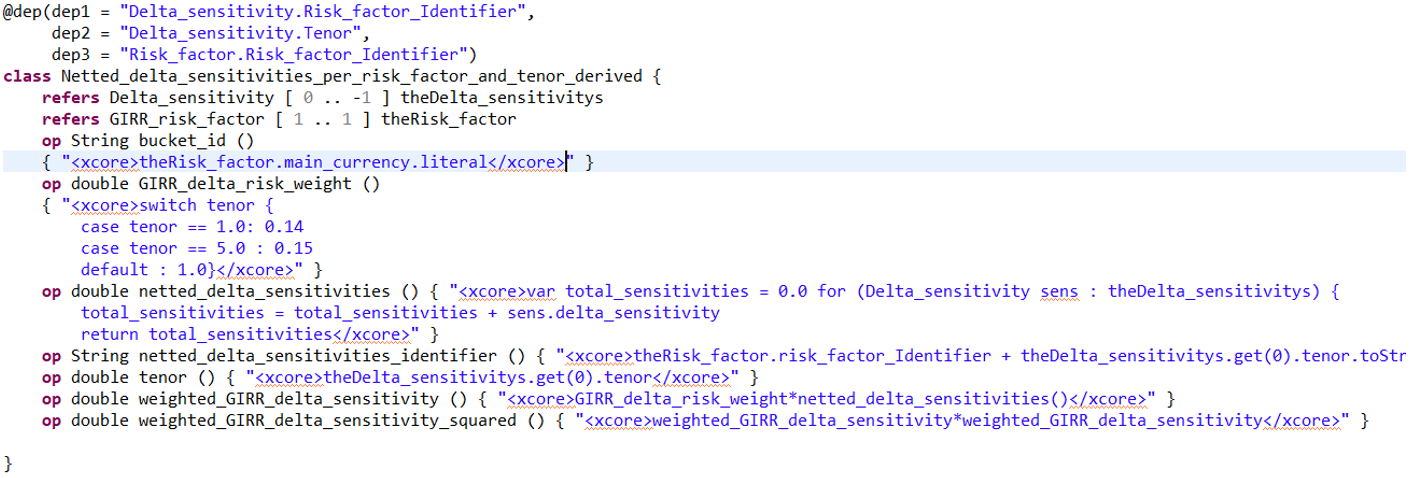 @dep(dep1 = "Delta_sensitivity.Risk_factor_Identifier",
     dep2 = "Delta_sensitivity.Tenor",
     dep3 = "Risk_factor.Risk_factor_Identifier")
class Netted_delta_sensitivities_per_risk_factor_and_tenor_derived {
    refers Delta_sensitivity [ 0 .. -1 ] theDelta_sensitivitys
    refers GIRR_risk_factor [ 1 .. 1 ] theRisk_factor
    op String bucket_id ()
    { "<xcore>theRisk_factor.main_currency.literal</xcore>" }
    op double GIRR_delta_risk_weight ()
    { "<xcore>switch tenor {
        case tenor == 1.0: 0.14
        case tenor == 5.0 : 0.15
        default : 1.0}</xcore>" }
    op double netted_delta_sensitivities () { "<xcore>var total_sensitivities = 0.0 for (Delta_sensitivity sens : theDelta_sensitivitys) {
        total_sensitivities = total_sensitivities + sens.delta_sensitivity
        return total_sensitivities</xcore>" }
    op String netted_delta_sensitivities_identifier () { "<xcore>theRisk_factor.risk_factor_Identifier + theDelta_sensitivitys.get(0).tenor.toStr
    op double tenor () { "<xcore>theDelta_sensitivitys.get(0).tenor</xcore>" }
    op double weighted_GIRR_delta_sensitivity () { "<xcore>GIRR_delta_risk_weight*netted_delta_sensitivities()</xcore>" }
    op double weighted_GIRR_delta_sensitivity_squared () { "<xcore>weighted_GIRR_delta_sensitivity*weighted_GIRR_delta_sensitivity</xcore>" }
}